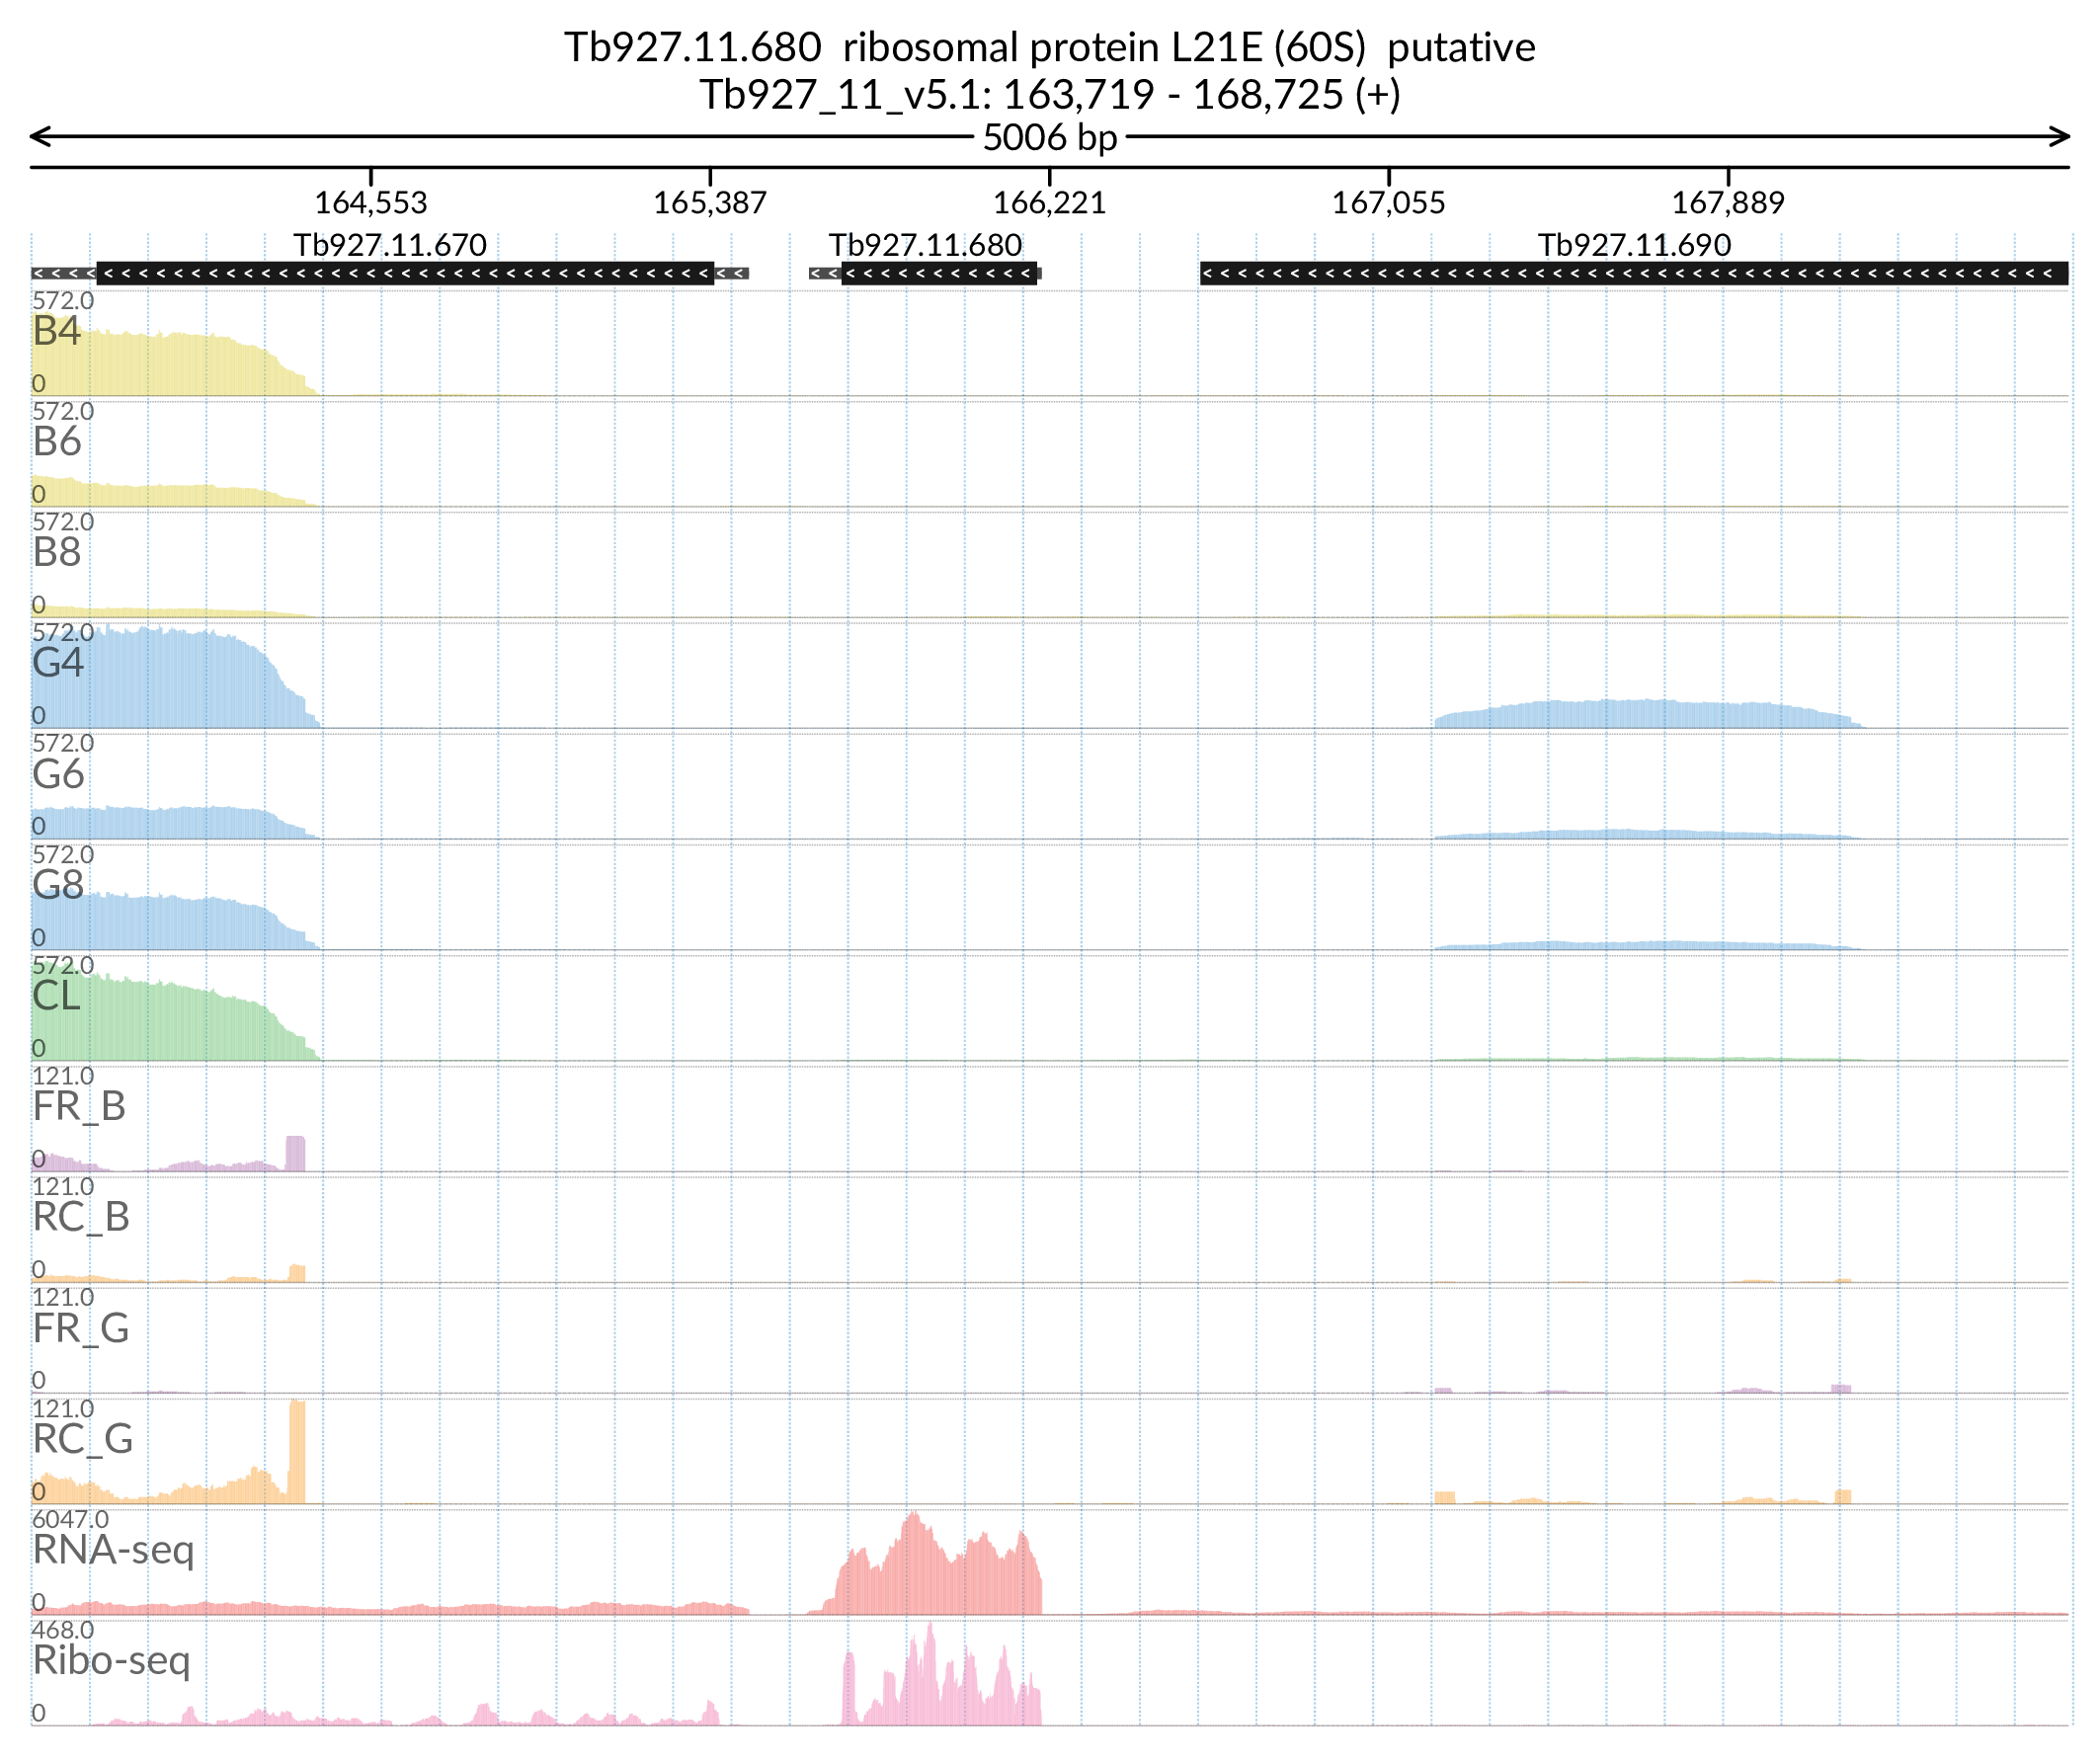 Tb927.11.680  ribosomal protein L21E (60S)  putative
Tb927_11_v5.1: 163,719 - 168,725 (+)
5006 bp
164,553 165,387 166,221 167,055 167,889
Tb927.11.670 Tb927.11.680 Tb927.11.690
572.0
B4
0
572.0
B6
0
572.0
B8
0
572.0
G4
0
572.0
G6
0
572.0
G8
0
572.0
CL
0
121.0
FR_B
0
121.0
RC_B
0
121.0
FR_G
0
121.0
RC_G
0
6047.0
RNA-seq
0
468.0
Ribo-seq
0